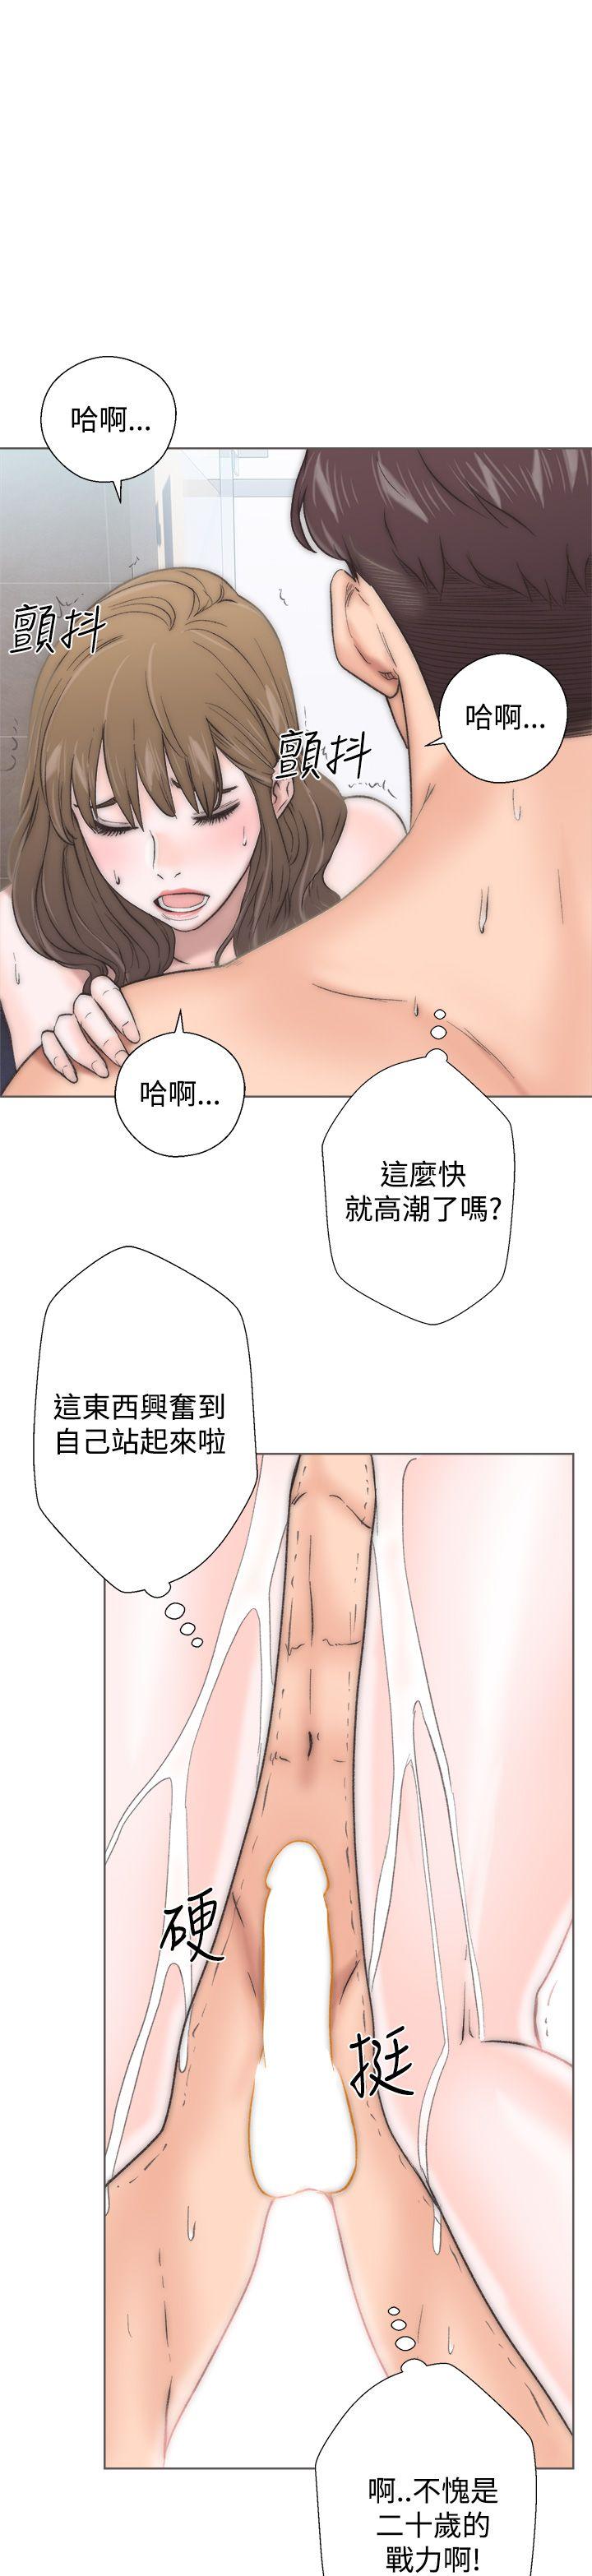 哈啊...
顫抖
哈啊...
顫抖
哈啊...
這麼快
就高潮了嗎?
這東西興奮到
自己站起來啦
硬
挺
啊..不愧是
二十歲的
戰力啊!